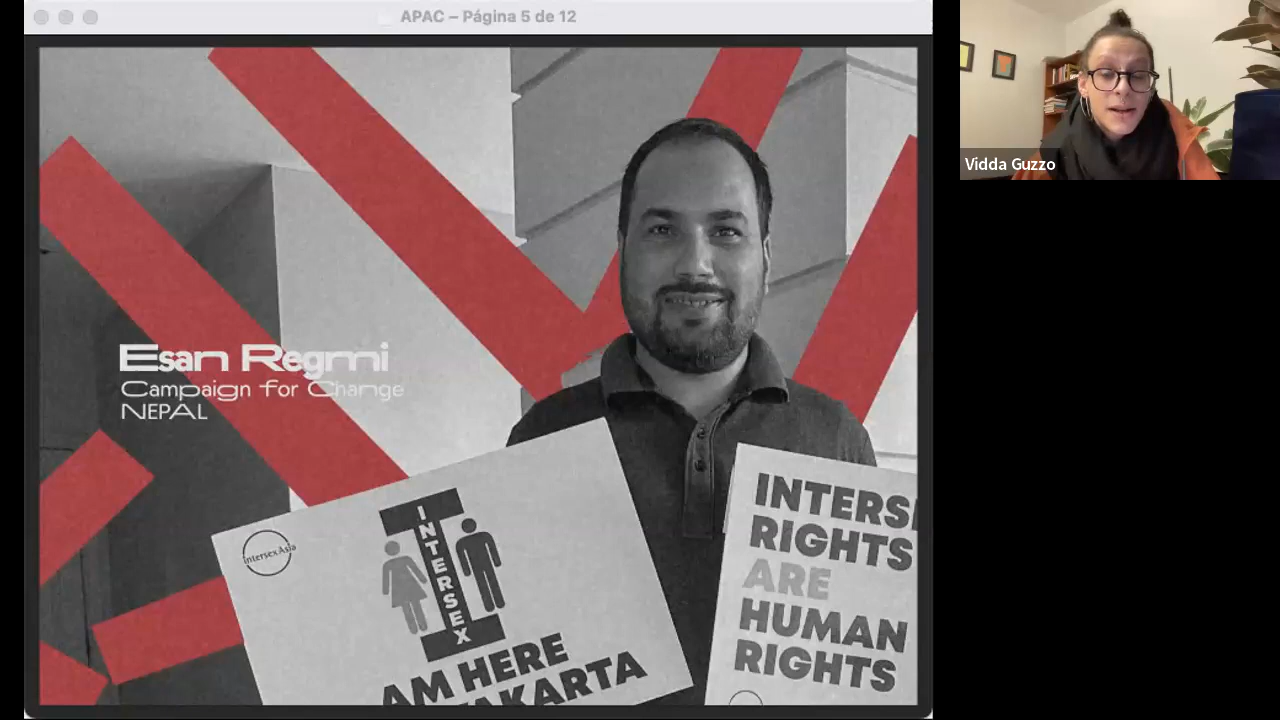 APAC – Página 5 de 12
Vidda Guzzo
Esan Regmi
Campaign for Change
NEPAL
Intersex Asia
INTERSEX
AM HERE
AKARTA
INTERS
RIGHTS
ARE
HUMAN
RIGHTS